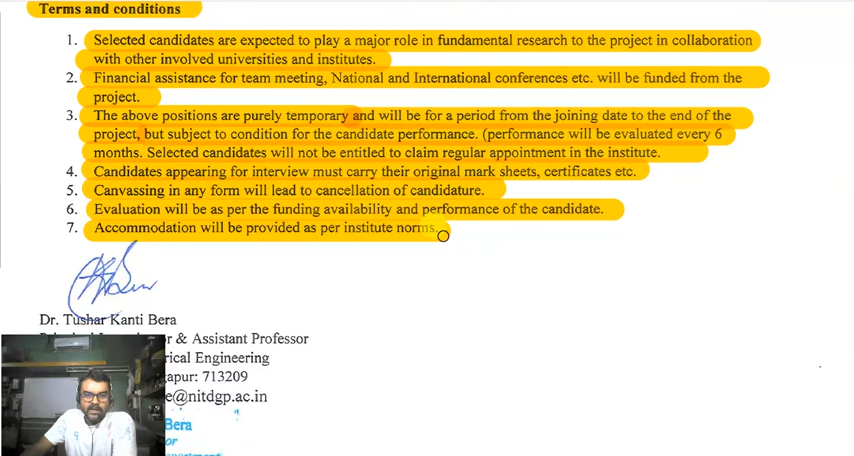 Terms and conditions
1. Selected candidates are expected to play a major role in fundamental research to the project in collaboration
with other involved universities and institutes.
2. Financial assistance for team meeting, National and International conferences etc. will be funded from the
project.
3. The above positions are purely temporary and will be for a period from the joining date to the end of the
project, but subject to condition for the candidate performance. (performance will be evaluated every 6
months. Selected candidates will not be entitled to claim regular appointment in the institute.
4. Candidates appearing for interview must carry their original mark sheets, certificates etc.
5. Canvassing in any form will lead to cancellation of candidature.
6. Evaluation will be as per the funding availability and performance of the candidate.
7. Accommodation will be provided as per institute norms.
Dr. Tushar Kanti Bera
r & Assistant Professor
rical Engineering
gapur: 713209
e@nitdgp.ac.in
Bera
or